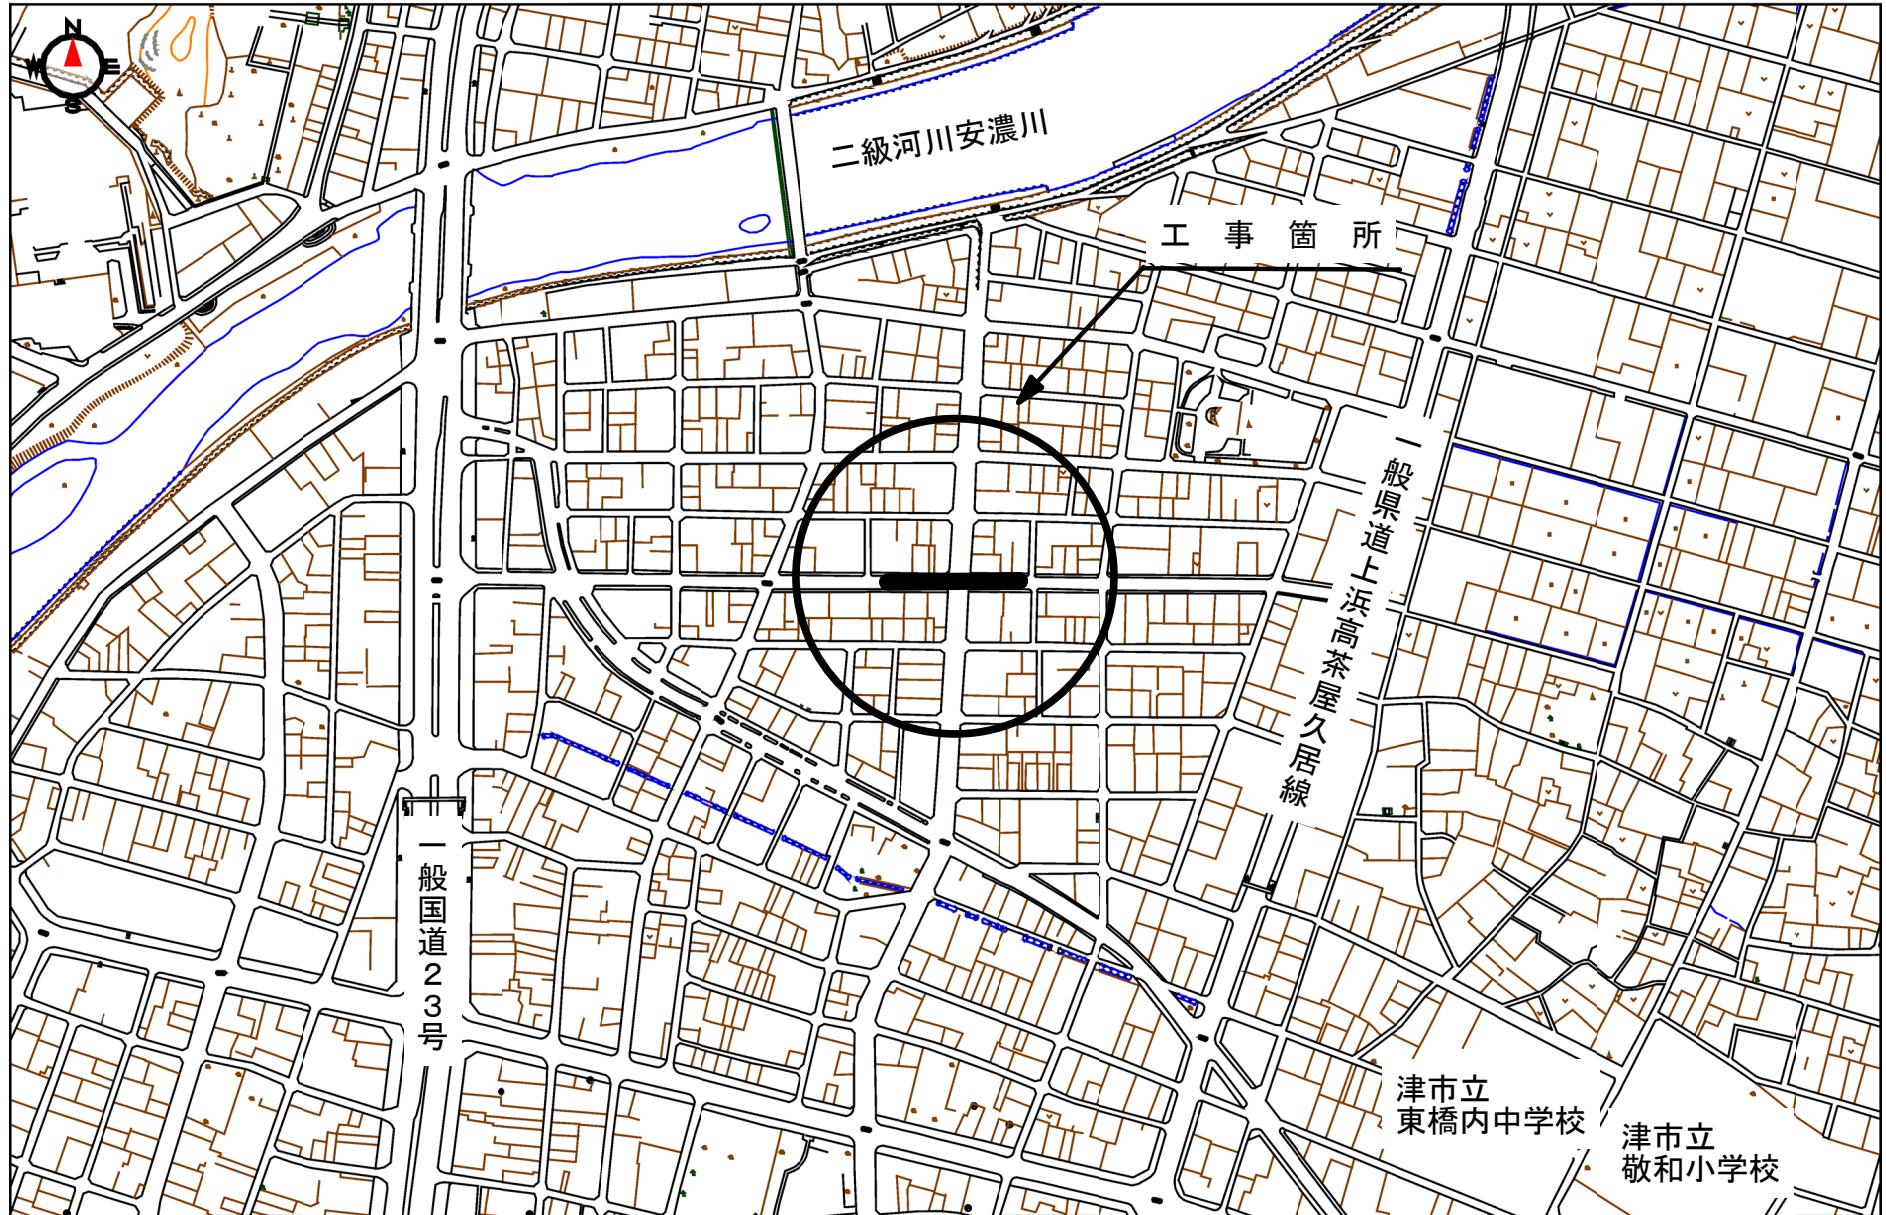 N
W
E
S
二級河川安濃川
工事箇所
一般県道上浜高茶屋久居線
一般国道23号
津市立
東橋内中学校
津市立
敬和小学校